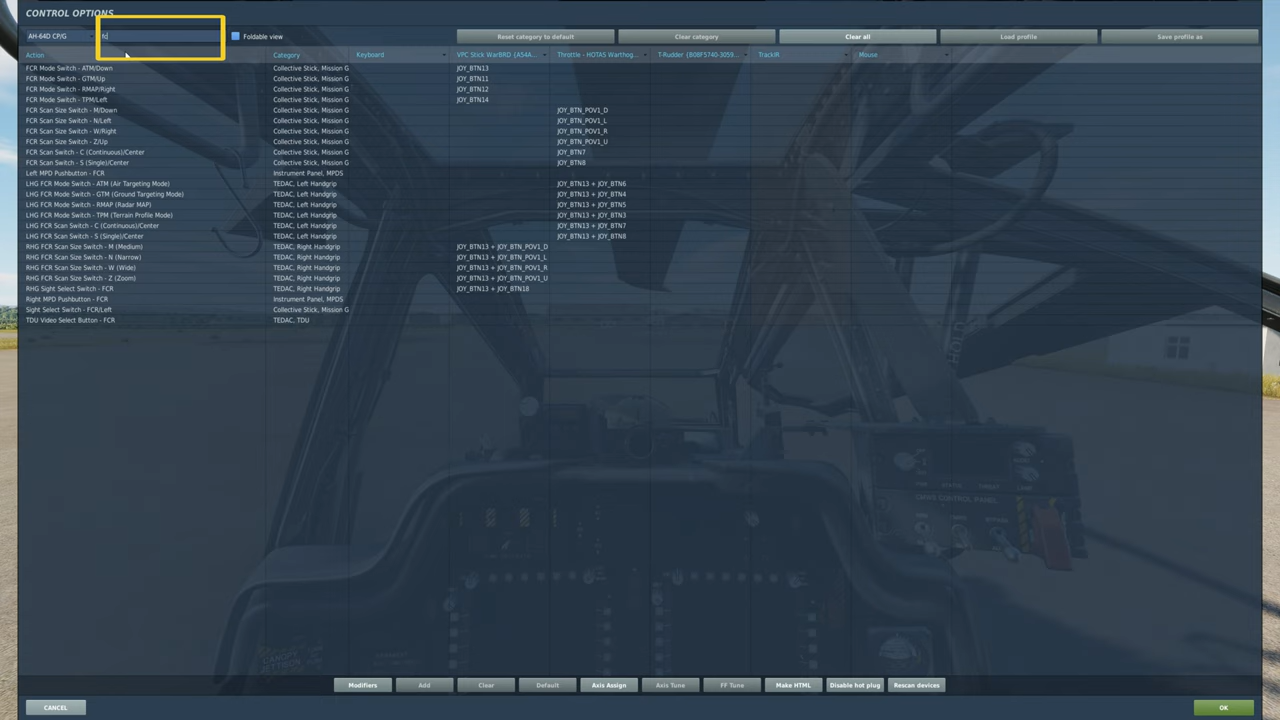 CONTROL OPTIONS
AH-64D CP/G fc Foldable view Reset category to default Clear category Clear all Load profile Save profile as
Action Category Keyboard VPC Stick WarBRD {A54A... Throttle - HOTAS Warthog... T-Rudder {B0BF5740-3059... TrackIR Mouse
FCR Mode Switch - ATM/Down Collective Stick, Mission G JOY_BTN13
FCR Mode Switch - GTM/Up Collective Stick, Mission G JOY_BTN11
FCR Mode Switch - RMAP/Right Collective Stick, Mission G JOY_BTN12
FCR Mode Switch - TPM/Left Collective Stick, Mission G JOY_BTN14
FCR Scan Size Switch - M/Down Collective Stick, Mission G JOY_BTN_POV1_D
FCR Scan Size Switch - N/Left Collective Stick, Mission G JOY_BTN_POV1_L
FCR Scan Size Switch - W/Right Collective Stick, Mission G JOY_BTN_POV1_R
FCR Scan Size Switch - Z/Up Collective Stick, Mission G JOY_BTN_POV1_U
FCR Scan Switch - C (Continuous)/Center Collective Stick, Mission G JOY_BTN7
FCR Scan Switch - S (Single)/Center Collective Stick, Mission G JOY_BTN8
Left MPD Pushbutton - FCR Instrument Panel, MPDS
LHG FCR Mode Switch - ATM (Air Targeting Mode) TEDAC, Left Handgrip JOY_BTN13 + JOY_BTN6
LHG FCR Mode Switch - GTM (Ground Targeting Mode) TEDAC, Left Handgrip JOY_BTN13 + JOY_BTN4
LHG FCR Mode Switch - RMAP (Radar MAP) TEDAC, Left Handgrip JOY_BTN13 + JOY_BTN5
LHG FCR Mode Switch - TPM (Terrain Profile Mode) TEDAC, Left Handgrip JOY_BTN13 + JOY_BTN3
LHG FCR Scan Switch - C (Continuous)/Center TEDAC, Left Handgrip JOY_BTN13 + JOY_BTN7
LHG FCR Scan Switch - S (Single)/Center TEDAC, Left Handgrip JOY_BTN13 + JOY_BTN8
RHG FCR Scan Size Switch - M (Medium) TEDAC, Right Handgrip JOY_BTN13 + JOY_BTN_POV1_D
RHG FCR Scan Size Switch - N (Narrow) TEDAC, Right Handgrip JOY_BTN13 + JOY_BTN_POV1_L
RHG FCR Scan Size Switch - W (Wide) TEDAC, Right Handgrip JOY_BTN13 + JOY_BTN_POV1_R
RHG FCR Scan Size Switch - Z (Zoom) TEDAC, Right Handgrip JOY_BTN13 + JOY_BTN_POV1_U
RHG Sight Select Switch - FCR TEDAC, Right Handgrip JOY_BTN13 + JOY_BTN18
Right MPD Pushbutton - FCR Instrument Panel, MPDS
Sight Select Switch - FCR/Left Collective Stick, Mission G
TDU Video Select Button - FCR TEDAC, TDU
CANOPY
JETTISON
Modifiers Add Clear Default Axis Assign Axis Tune FF Tune Make HTML Disable hot plug Rescan devices
CANCEL OK